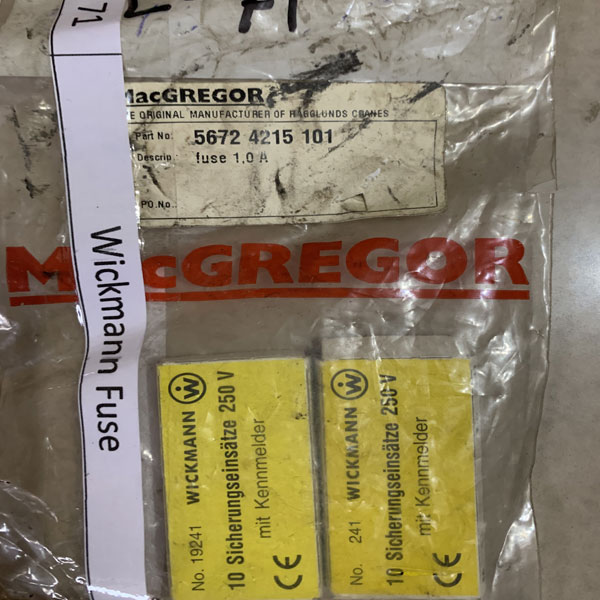 71
MacGREGOR
THE ORIGINAL MANUFACTURER OF HÄGGLUNDS CRANES
Part No: 5672 4215 101
Descrip.: fuse 1,0 A
PO.No.
MacGREGOR
Wickmann Fuse
No. 19241 WICKMANN W
10 Sicherungseinsätze 250 V
mit Kennmelder
CE
No. 241 WICKMANN W
10 Sicherungseinsätze 250 V
mit Kennmelder
CE